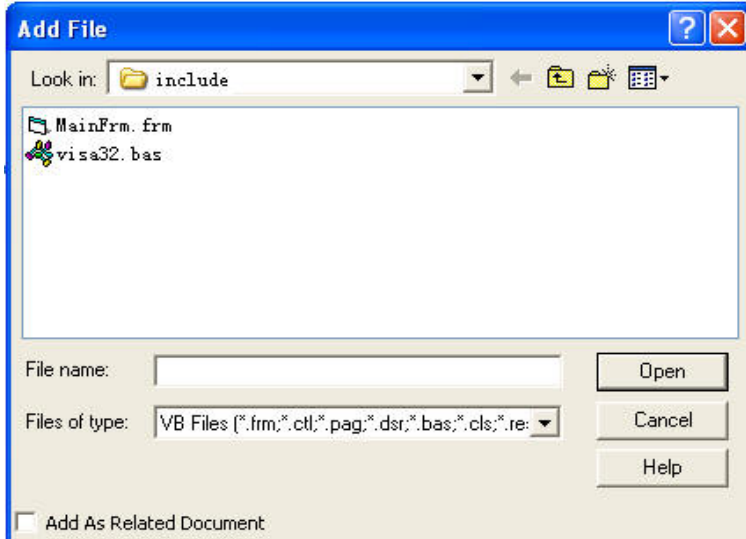 Add File
Look in: include
MainFrm.frm
visa32.bas
File name: Open
Files of type: VB Files (*.frm;*.ctl;*.pag;*.dsr;*.bas;*.cls;*.re: Cancel
Help
Add As Related Document